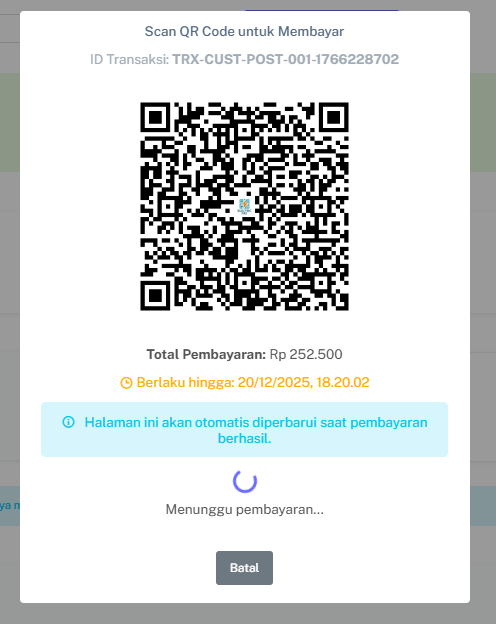 Scan QR Code untuk Membayar
ID Transaksi: TRX-CUST-POST-001-1766228702
Total Pembayaran: Rp 252.500
Berlaku hingga: 20/12/2025, 18.20.02
Halaman ini akan otomatis diperbarui saat pembayaran
berhasil.
Menunggu pembayaran...
Batal